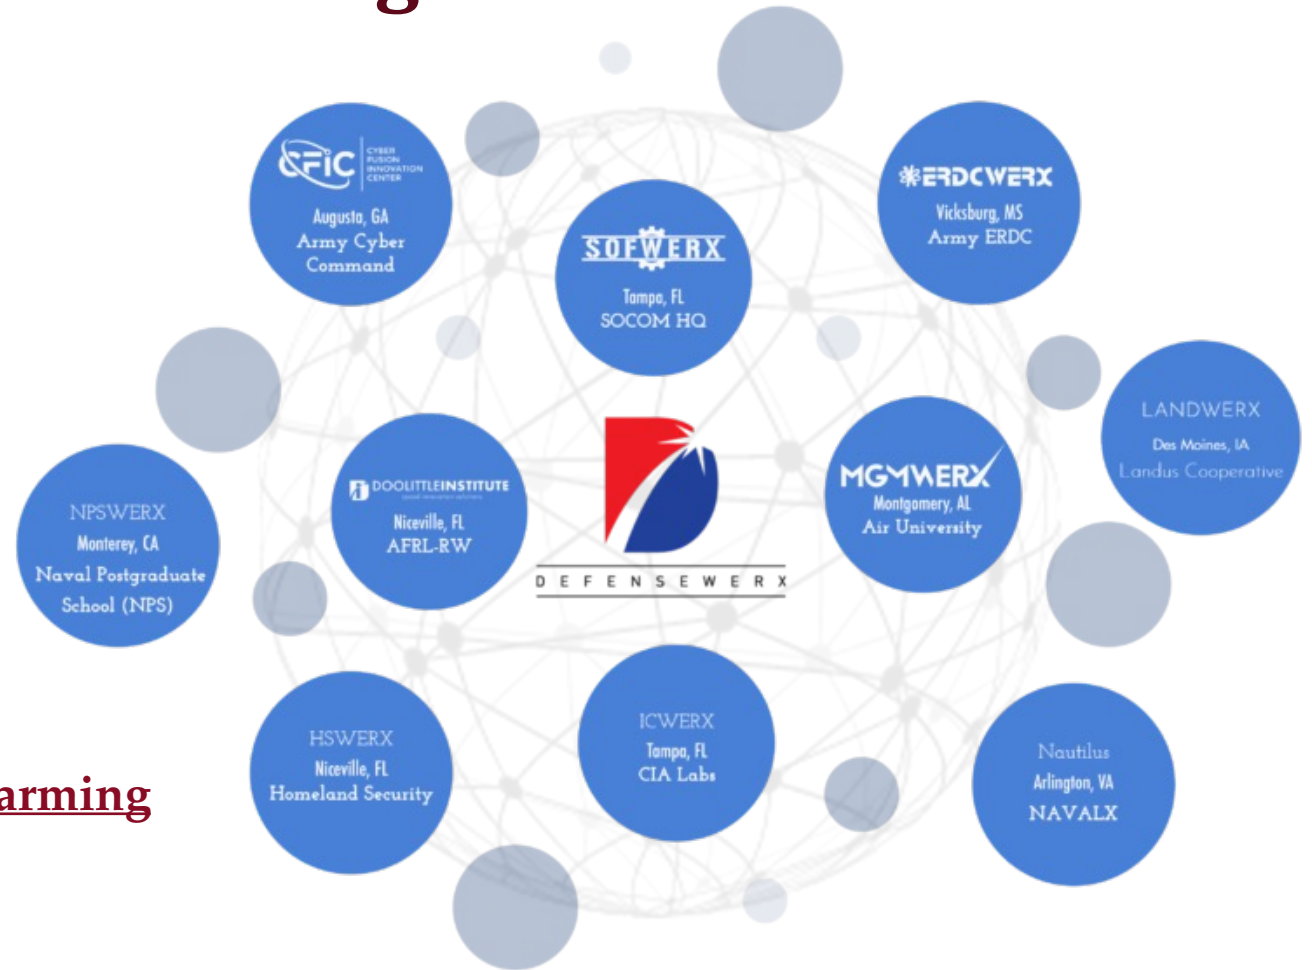 CFIC
CYBER
FUSION
INNOVATION
CENTER
Augusta, GA
Army Cyber
Command
SOFWERX
Tampa, FL
SOCOM HQ
ERDCWERX
Vicksburg, MS
Army ERDC
LANDWERX
Des Moines, IA
Landus Cooperative
NPSWERX
Monterey, CA
Naval Postgraduate
School (NPS)
DOOLITTLEINSTITUTE
Niceville, FL
AFRL-RW
DEFENSEWERX
MGMWERX
Montgomery, AL
Air University
HSWERX
Niceville, FL
Homeland Security
ICWERX
Tampa, FL
CIA Labs
Nautilus
Arlington, VA
NAVALX
arming